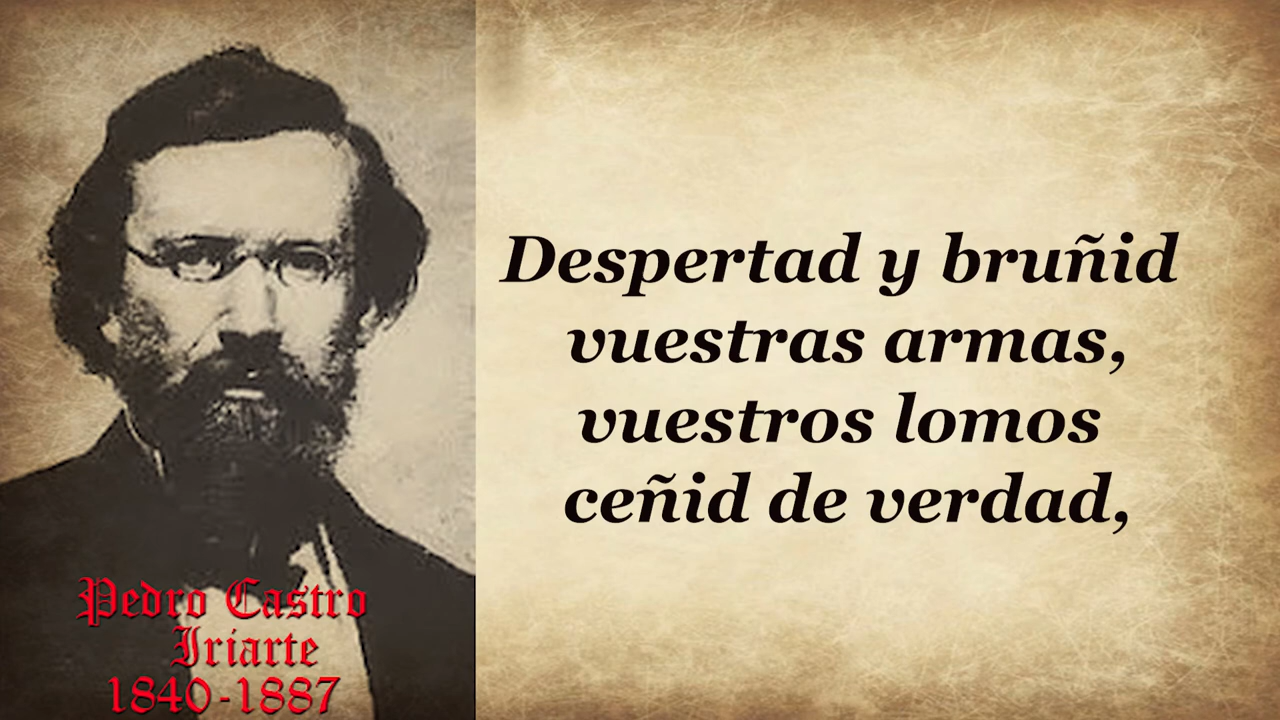 Despertad y bruñid
vuestras armas,
vuestros lomos
ceñid de verdad,
Pedro Castro
Iriarte
1840-1887